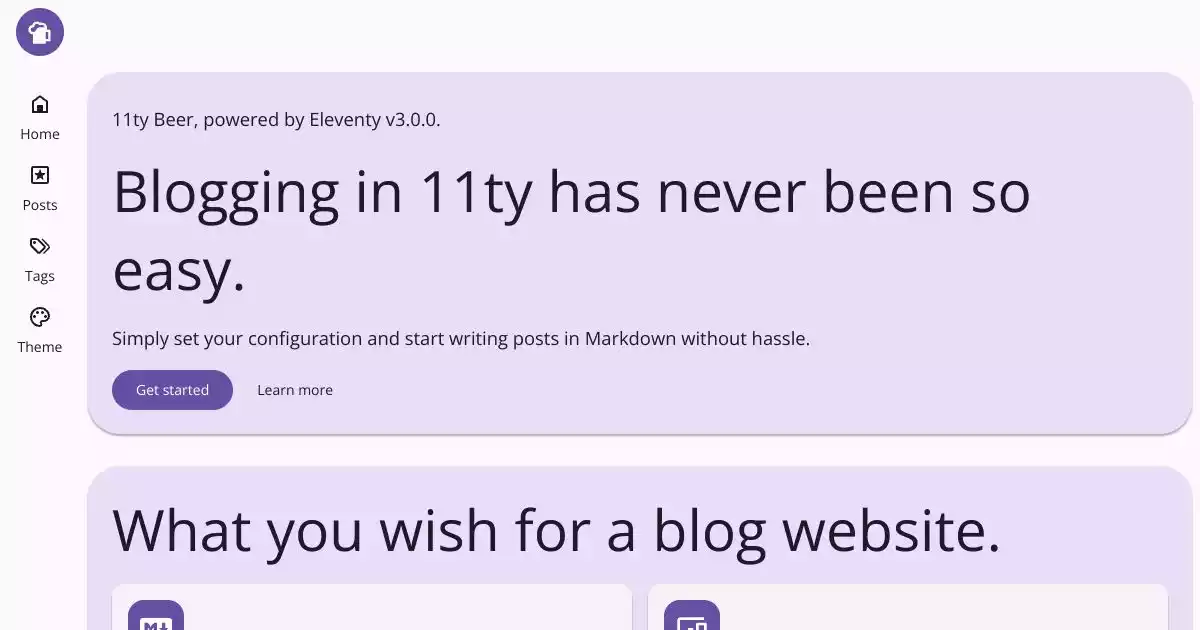 Home
Posts
Tags
Theme
11ty Beer, powered by Eleventy v3.0.0.
Blogging in 11ty has never been so
easy.
Simply set your configuration and start writing posts in Markdown without hassle.
Get started
Learn more
What you wish for a blog website.